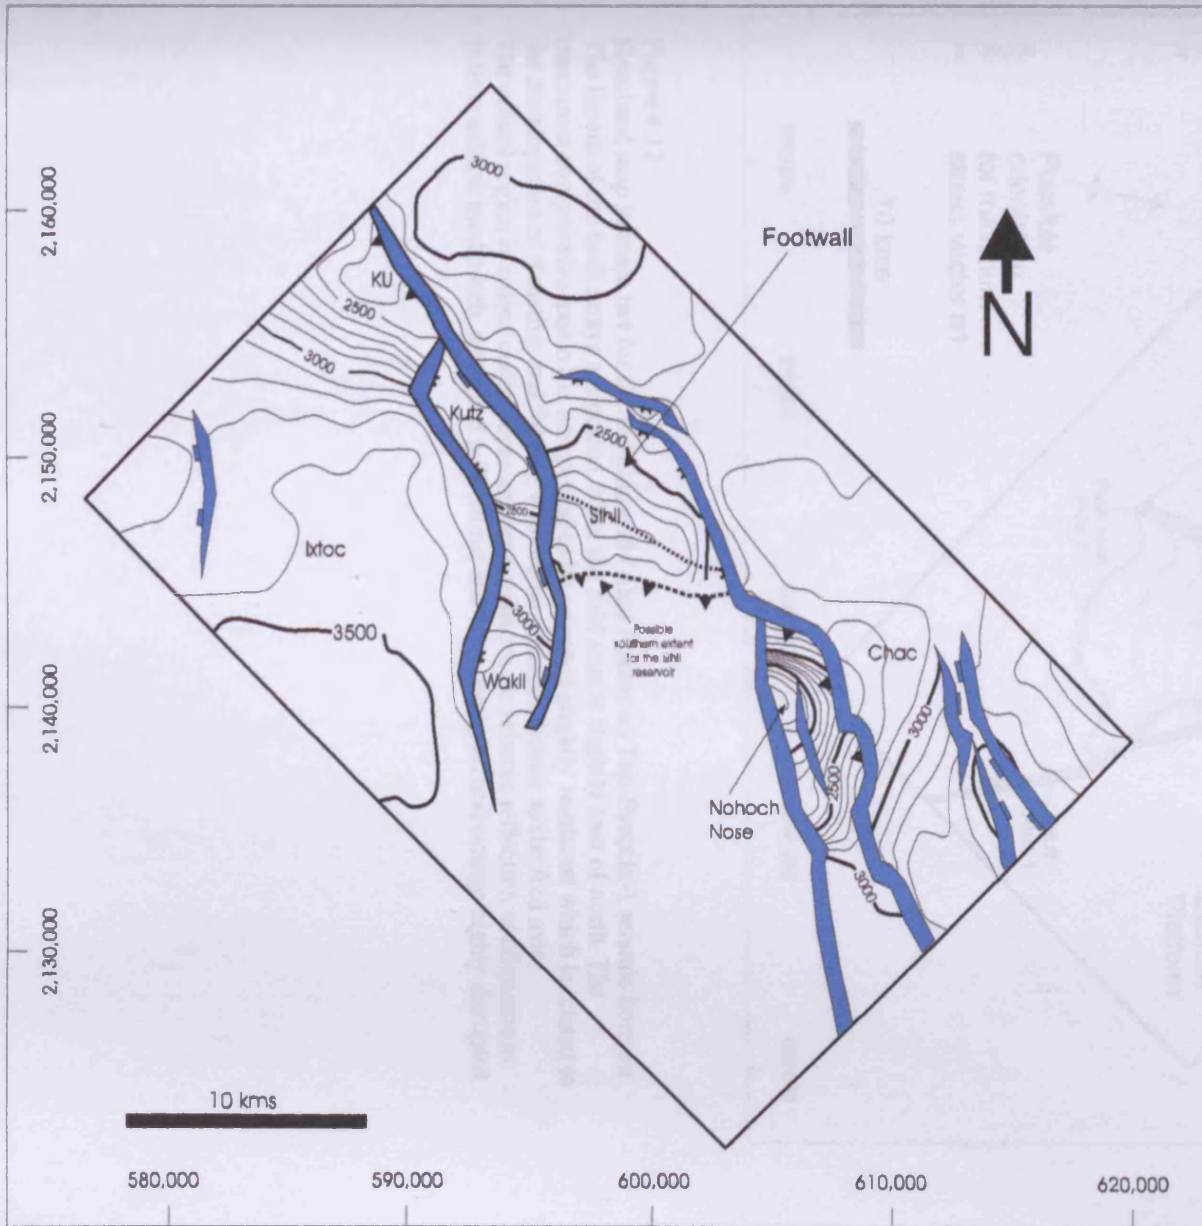 3000
2,160,000
Footwall
KU
2500
N
3000
Kutz
2500
2,150,000
2500
Sihil
Ixtoc
3000
3500
Possible
southern extent
for the sihil
reservoir
Chac
Wakil
2,140,000
3000
2500
Nohoch
Nose
3000
2,130,000
10 kms
580,000
590,000
600,000
610,000
620,000